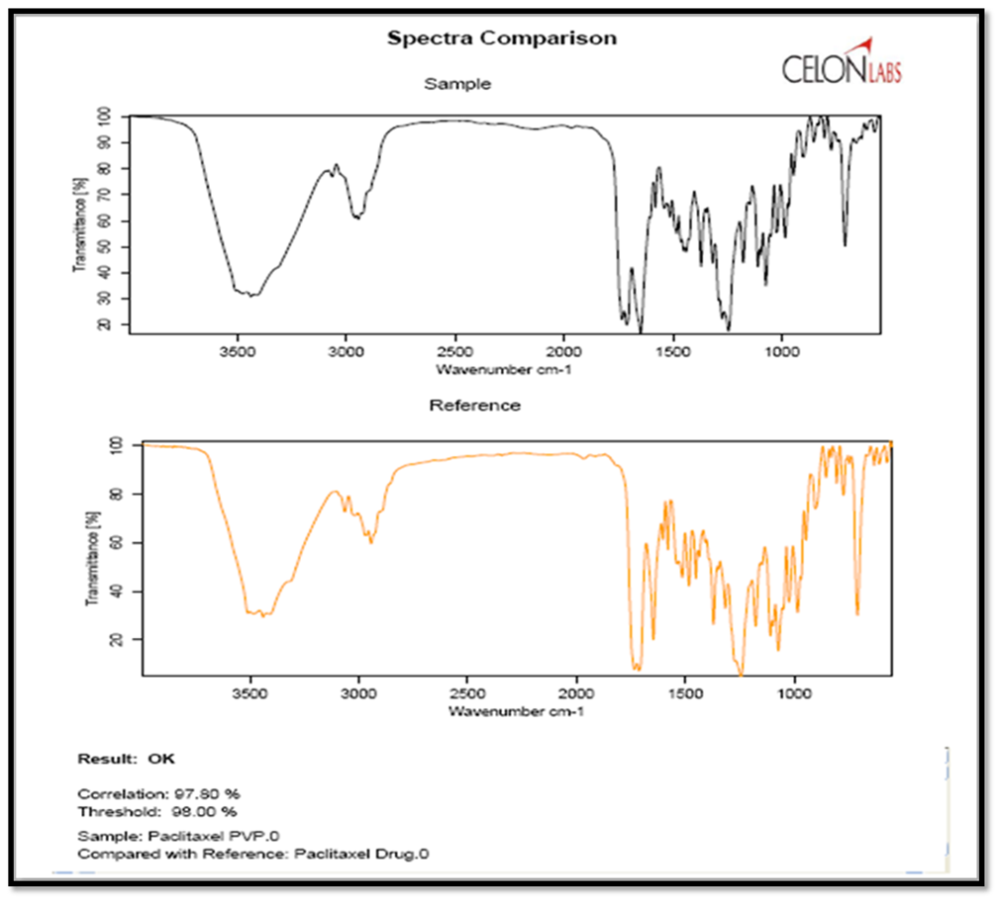 Spectra Comparison
CELON LABS
Sample
100
90
80
70
60
50
40
30
20
Transmittance [%]
3500 3000 2500 2000 1500 1000
Wavenumber cm-1
Reference
100
80
60
40
20
Transmittance [%]
3500 3000 2500 2000 1500 1000
Wavenumber cm-1
Result: OK
Correlation: 97.80 %
Threshold: 98.00 %
Sample: Paclitaxel PVP.0
Compared with Reference: Paclitaxel Drug.0